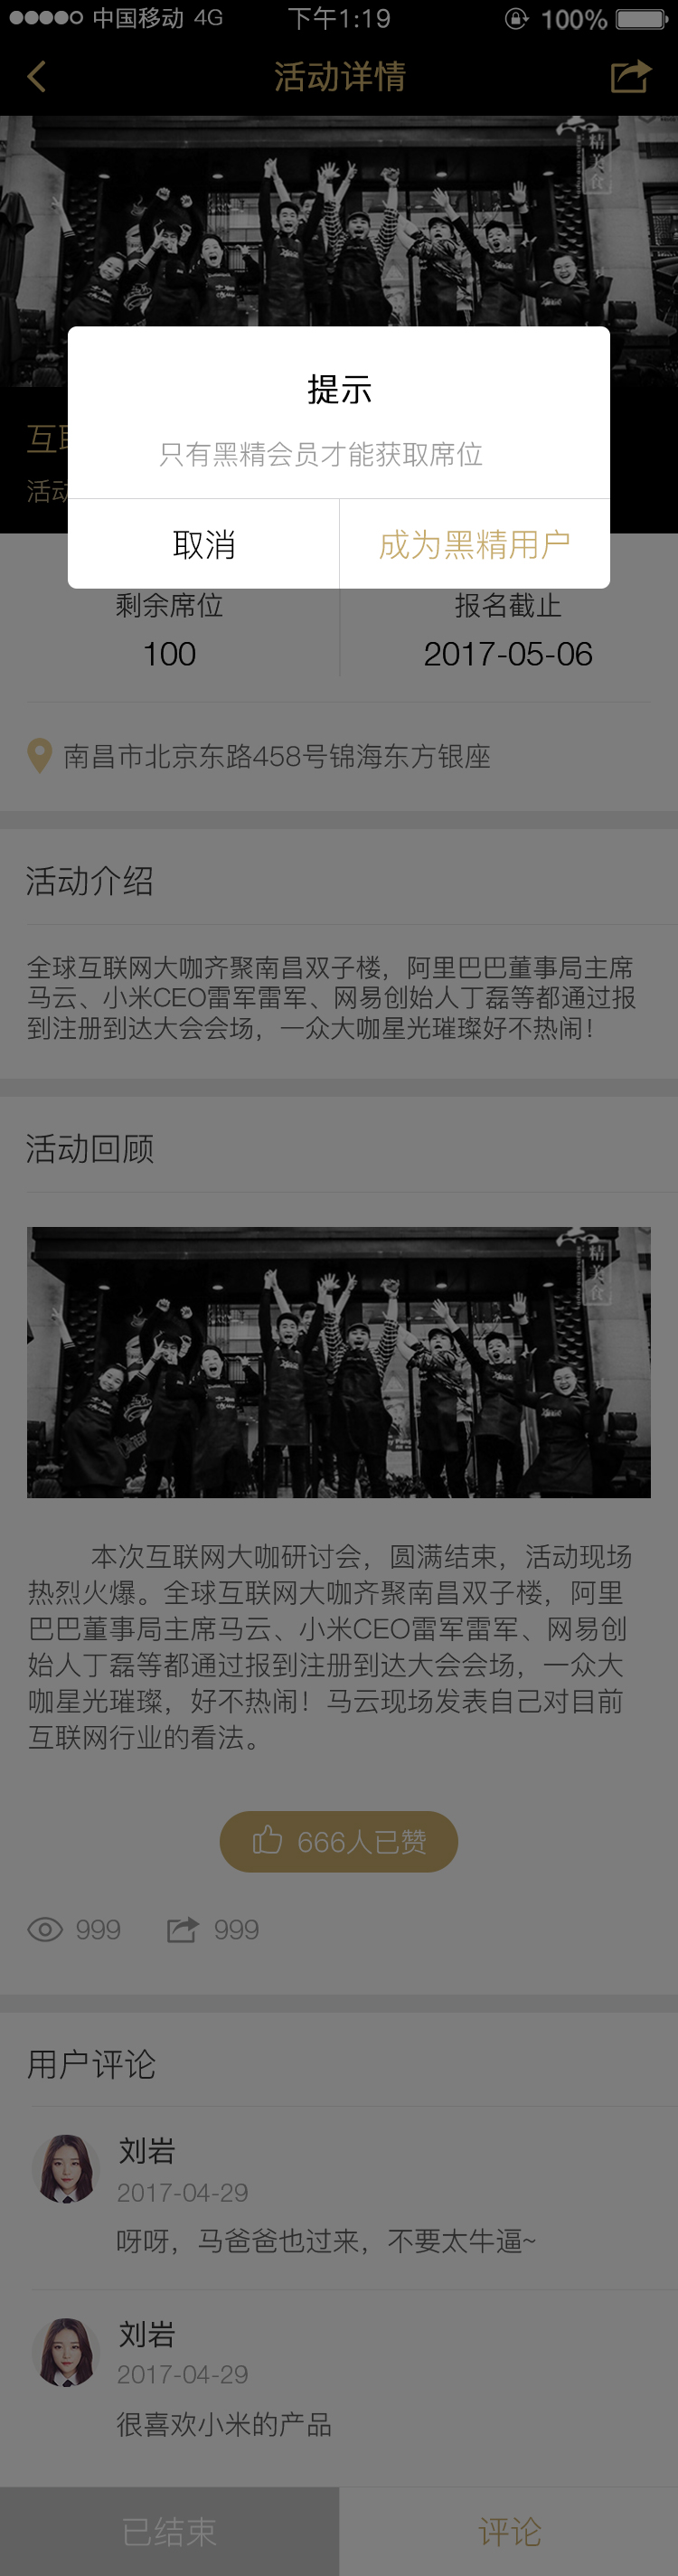 中国移动 4G 下午1:19 100%
活动详情
精美食
提示
只有黑精会员才能获取席位
互
活动
取消 成为黑精用户
剩余席位 报名截止
100 2017-05-06
南昌市北京东路458号锦海东方银座
活动介绍
全球互联网大咖齐聚南昌双子楼，阿里巴巴董事局主席
马云、小米CEO雷军雷军、网易创始人丁磊等都通过报
到注册到达大会会场，一众大咖星光璀璨好不热闹！
活动回顾
精美食
本次互联网大咖研讨会，圆满结束，活动现场
热烈火爆。全球互联网大咖齐聚南昌双子楼，阿里
巴巴董事局主席马云、小米CEO雷军雷军、网易创
始人丁磊等都通过报到注册到达大会会场，一众大
咖星光璀璨，好不热闹！马云现场发表自己对目前
互联网行业的看法。
666人已赞
999 999
用户评论
刘岩
2017-04-29
呀呀，马爸爸也过来，不要太牛逼~
刘岩
2017-04-29
很喜欢小米的产品
已结束 评论